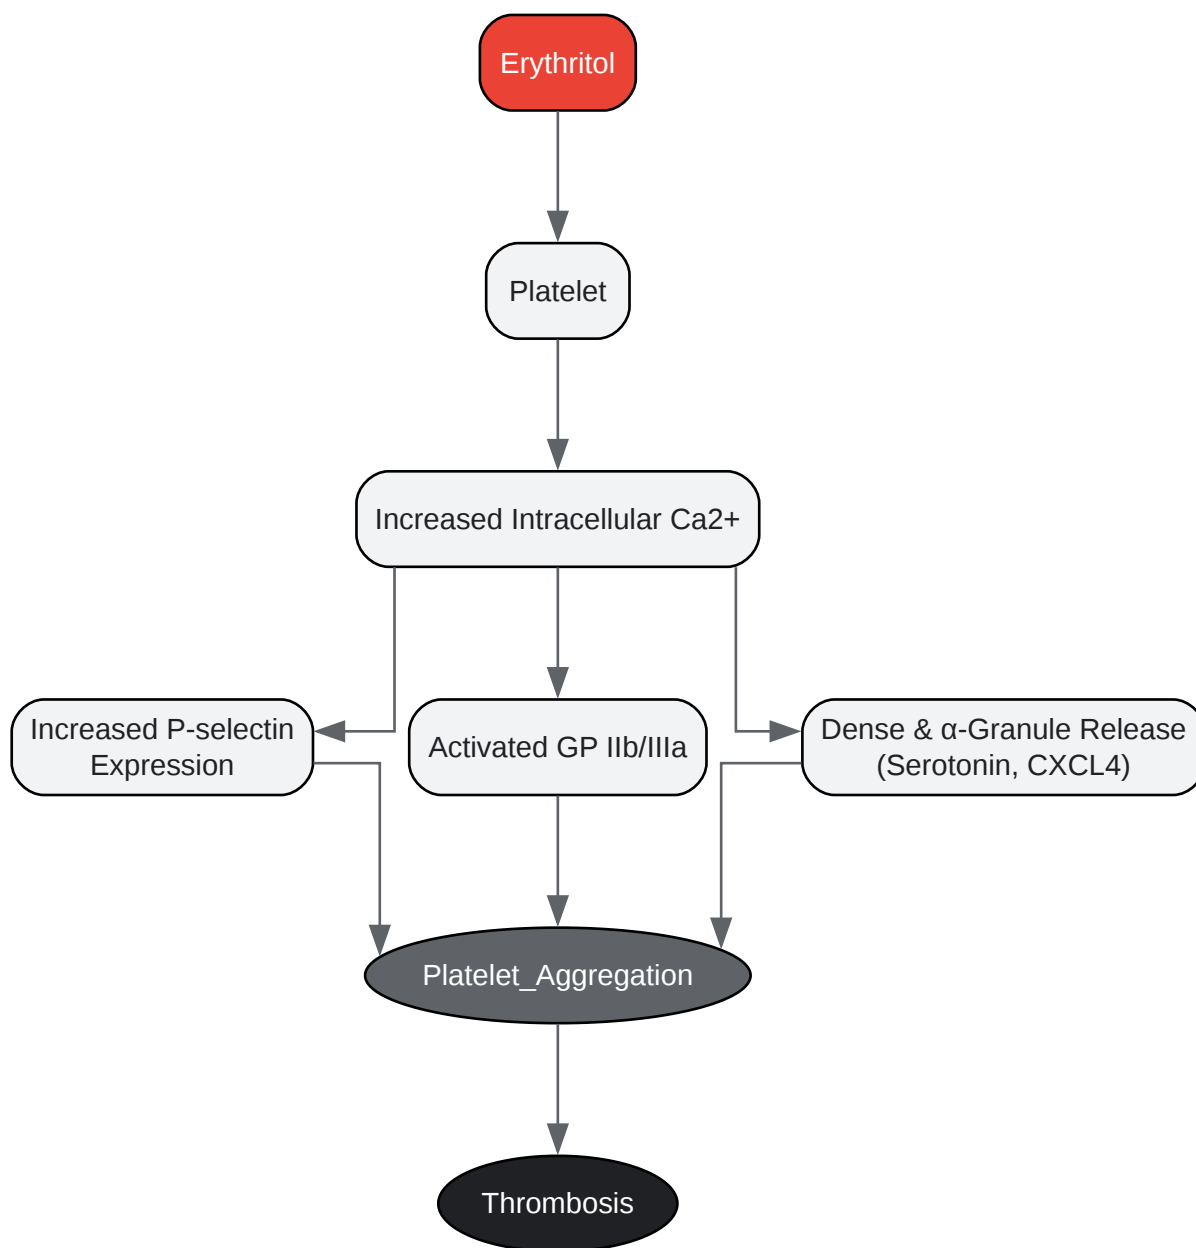 Erythritol
Platelet
Increased Intracellular Ca2+
Increased P-selectin
Expression
Activated GP IIb/IIIa
Dense & α-Granule Release
(Serotonin, CXCL4)
Platelet_Aggregation
Thrombosis